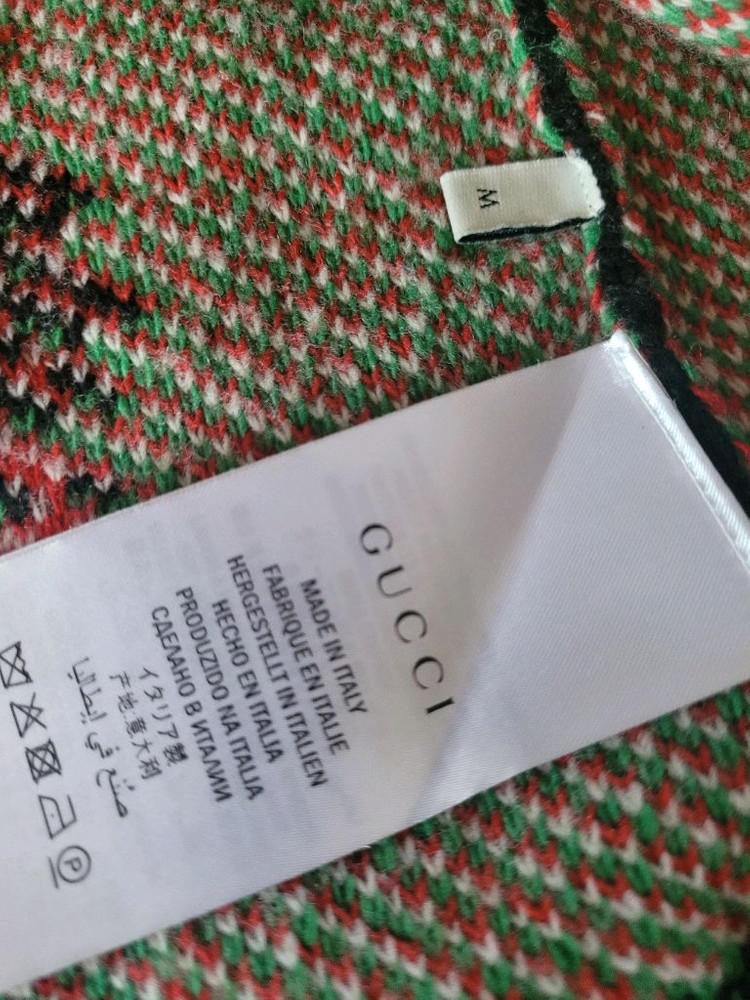 M
GUCCI
MADE IN ITALY
FABRIQUE EN ITALIE
HERGESTELLT IN ITALIEN
HECHO EN ITALIA
PRODUZIDO NA ITALIA
СДЕЛАНО В ИТАЛИИ
イタリア製
产地:意大利
صنع في إيطاليا
P